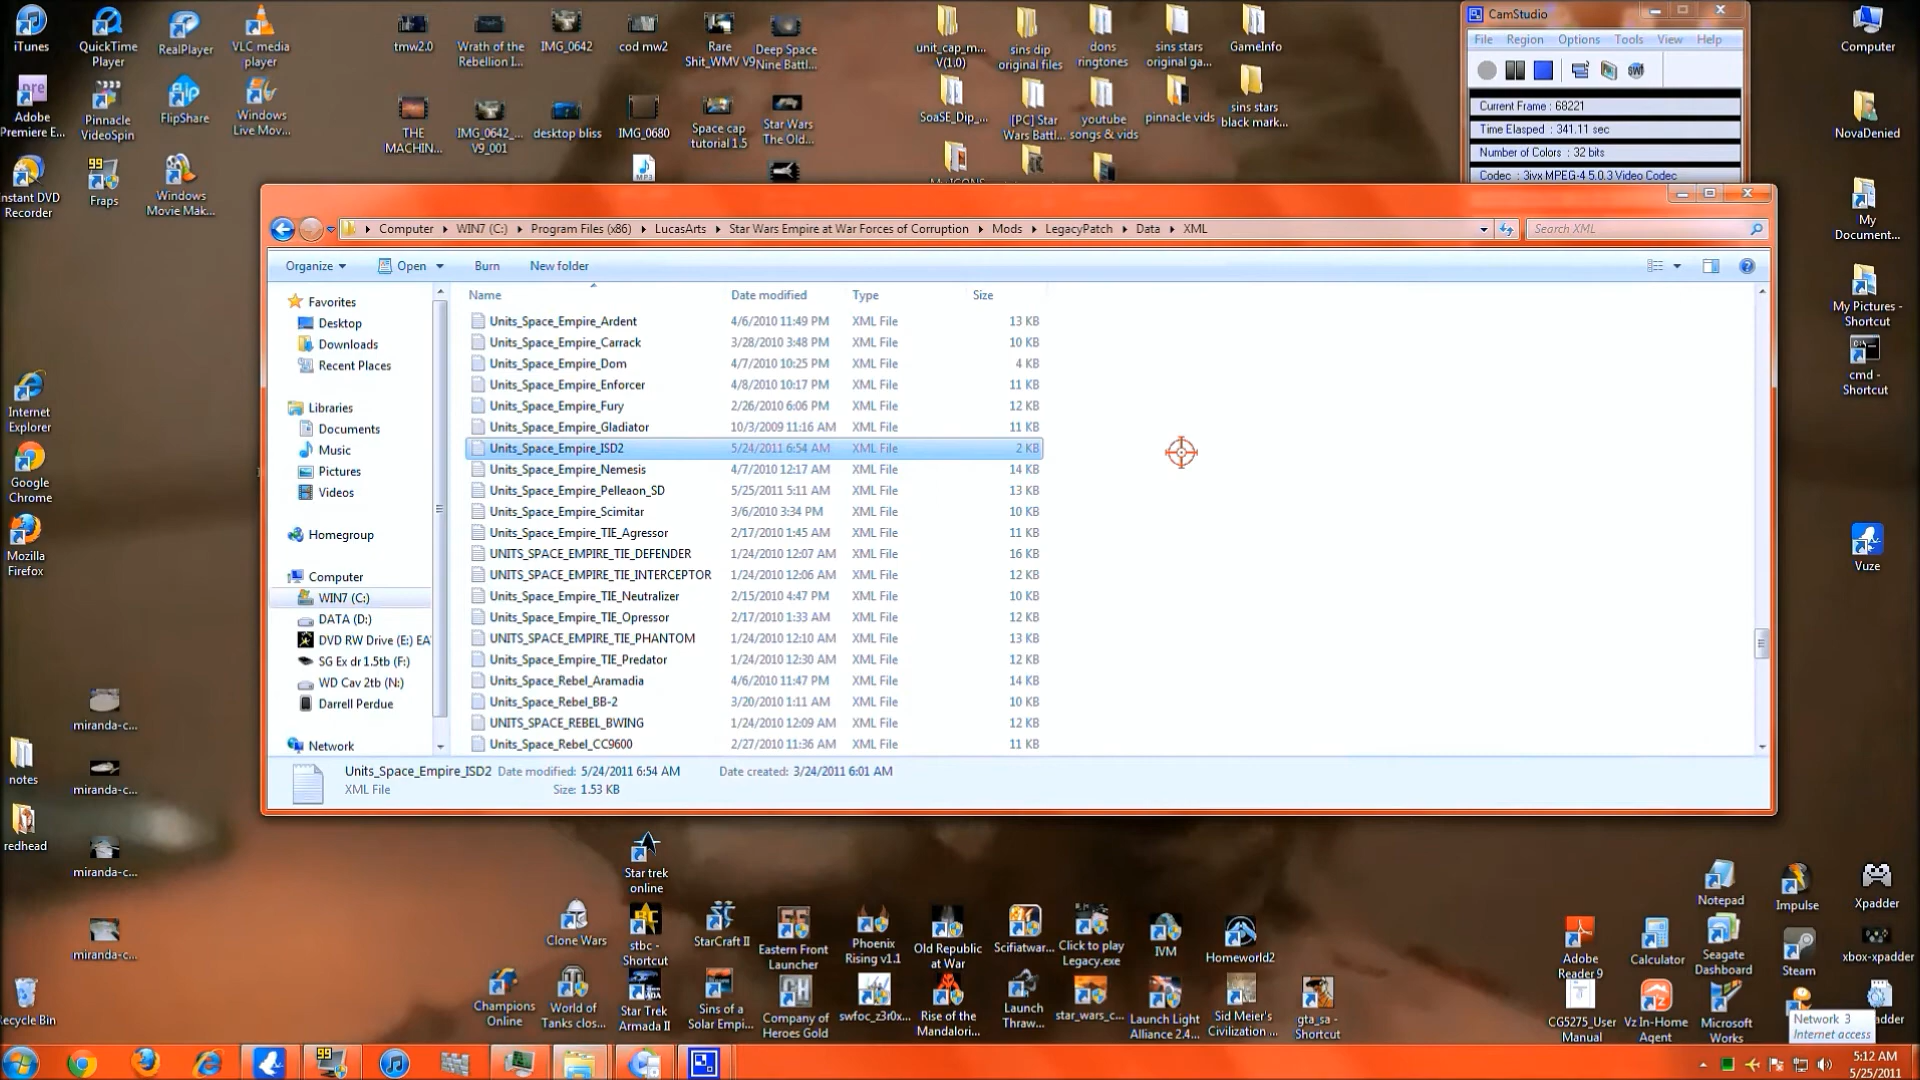 iTunes
QuickTime
Player
RealPlayer
VLC media
player
tmw2.0
Wrath of the
Rebellion I...
IMG_0642
cod mw2
Rare
Shit_WMV V9
Deep Space
Nine Battl...
unit_cap_m...
V(1.0)
sins dip
original files
dons
ringtones
sins stars
original ga...
GameInfo
Adobe
Premiere E...
Pinnacle
VideoSpin
FlipShare
Windows
Live Mov...
THE
MACHIN...
IMG_0642_...
V9_001
desktop bliss
IMG_0680
Space cap
tutorial 1.5
Star Wars
The Old...
SoaSE_Dip_...
[PC] Star
Wars Battl...
youtube
songs & vids
pinnacle vids
sins stars
black mark...
nstant DVD
Recorder
99
Fraps
Windows
Movie Mak...
MP3
CamStudio
File Region Options Tools View Help
Current Frame : 68221
Time Elasped : 341.11 sec
Number of Colors : 32 bits
Codec : 3ivx MPEG-4 5.0.3 Video Codec
Computer
NovaDenied
My
Document...
My Pictures -
Shortcut
cmd -
Shortcut
Vuze
Computer WIN7 (C:) Program Files (x86) LucasArts Star Wars Empire at War Forces of Corruption Mods LegacyPatch Data XML
Search XML
Organize Open Burn New folder
Favorites
Desktop
Downloads
Recent Places
Libraries
Documents
Music
Pictures
Videos
Homegroup
Computer
WIN7 (C:)
DATA (D:)
DVD RW Drive (E:) EA
SG Ex dr 1.5tb (F:)
WD Cav 2tb (N:)
Darrell Perdue
Network
Name Date modified Type Size
Units_Space_Empire_Ardent 4/6/2010 11:49 PM XML File 13 KB
Units_Space_Empire_Carrack 3/28/2010 3:48 PM XML File 10 KB
Units_Space_Empire_Dom 4/7/2010 10:25 PM XML File 4 KB
Units_Space_Empire_Enforcer 4/8/2010 10:17 PM XML File 11 KB
Units_Space_Empire_Fury 2/26/2010 6:06 PM XML File 12 KB
Units_Space_Empire_Gladiator 10/3/2009 11:16 AM XML File 11 KB
Units_Space_Empire_ISD2 5/24/2011 6:54 AM XML File 2 KB
Units_Space_Empire_Nemesis 4/7/2010 12:17 AM XML File 14 KB
Units_Space_Empire_Pelleaon_SD 5/25/2011 5:11 AM XML File 13 KB
Units_Space_Empire_Scimitar 3/6/2010 3:34 PM XML File 10 KB
Units_Space_Empire_TIE_Agressor 2/17/2010 1:45 AM XML File 11 KB
UNITS_SPACE_EMPIRE_TIE_DEFENDER 1/24/2010 12:07 AM XML File 16 KB
UNITS_SPACE_EMPIRE_TIE_INTERCEPTOR 1/24/2010 12:06 AM XML File 12 KB
Units_Space_Empire_TIE_Neutralizer 2/15/2010 4:47 PM XML File 10 KB
Units_Space_Empire_TIE_Opressor 2/17/2010 1:33 AM XML File 12 KB
UNITS_SPACE_EMPIRE_TIE_PHANTOM 1/24/2010 12:10 AM XML File 13 KB
Units_Space_Empire_TIE_Predator 1/24/2010 12:30 AM XML File 12 KB
Units_Space_Rebel_Aramadia 4/6/2010 11:47 PM XML File 14 KB
Units_Space_Rebel_BB-2 3/20/2010 1:11 AM XML File 10 KB
UNITS_SPACE_REBEL_BWING 1/24/2010 12:09 AM XML File 12 KB
Units_Space_Rebel_CC9600 2/27/2010 11:36 AM XML File 11 KB
Units_Space_Empire_ISD2 Date modified: 5/24/2011 6:54 AM Date created: 3/24/2011 6:01 AM
XML File Size: 1.53 KB
Internet
Explorer
Google
Chrome
Mozilla
Firefox
notes
redhead
Recycle Bin
miranda-c...
miranda-c...
miranda-c...
miranda-c...
Star trek
online
Clone Wars
stbc -
Shortcut
StarCraft II
Eastern Front
Launcher
Phoenix
Rising v1.1
Old Republic
at War
Scifiatwar...
Click to play
Legacy.exe
IVM
Homeworld2
Champions
Online
World of
Tanks clos...
Star Trek
Armada II
Sins of a
Solar Empi...
Company of
Heroes Gold
swfoc_z3r0x...
Rise of the
Mandalori...
Launch
Thraw...
star_wars_c...
Launch Light
Alliance 2.4...
Sid Meier's
Civilization ...
gta_sa -
Shortcut
Notepad
Impulse
Xpadder
Adobe
Reader 9
Calculator
Seagate
Dashboard
Steam
xbox-xpadder
CG5275_User
Manual
Vz In-Home
Agent
Microsoft
Works
Network 3
Internet access
99
5:12 AM
5/25/2011